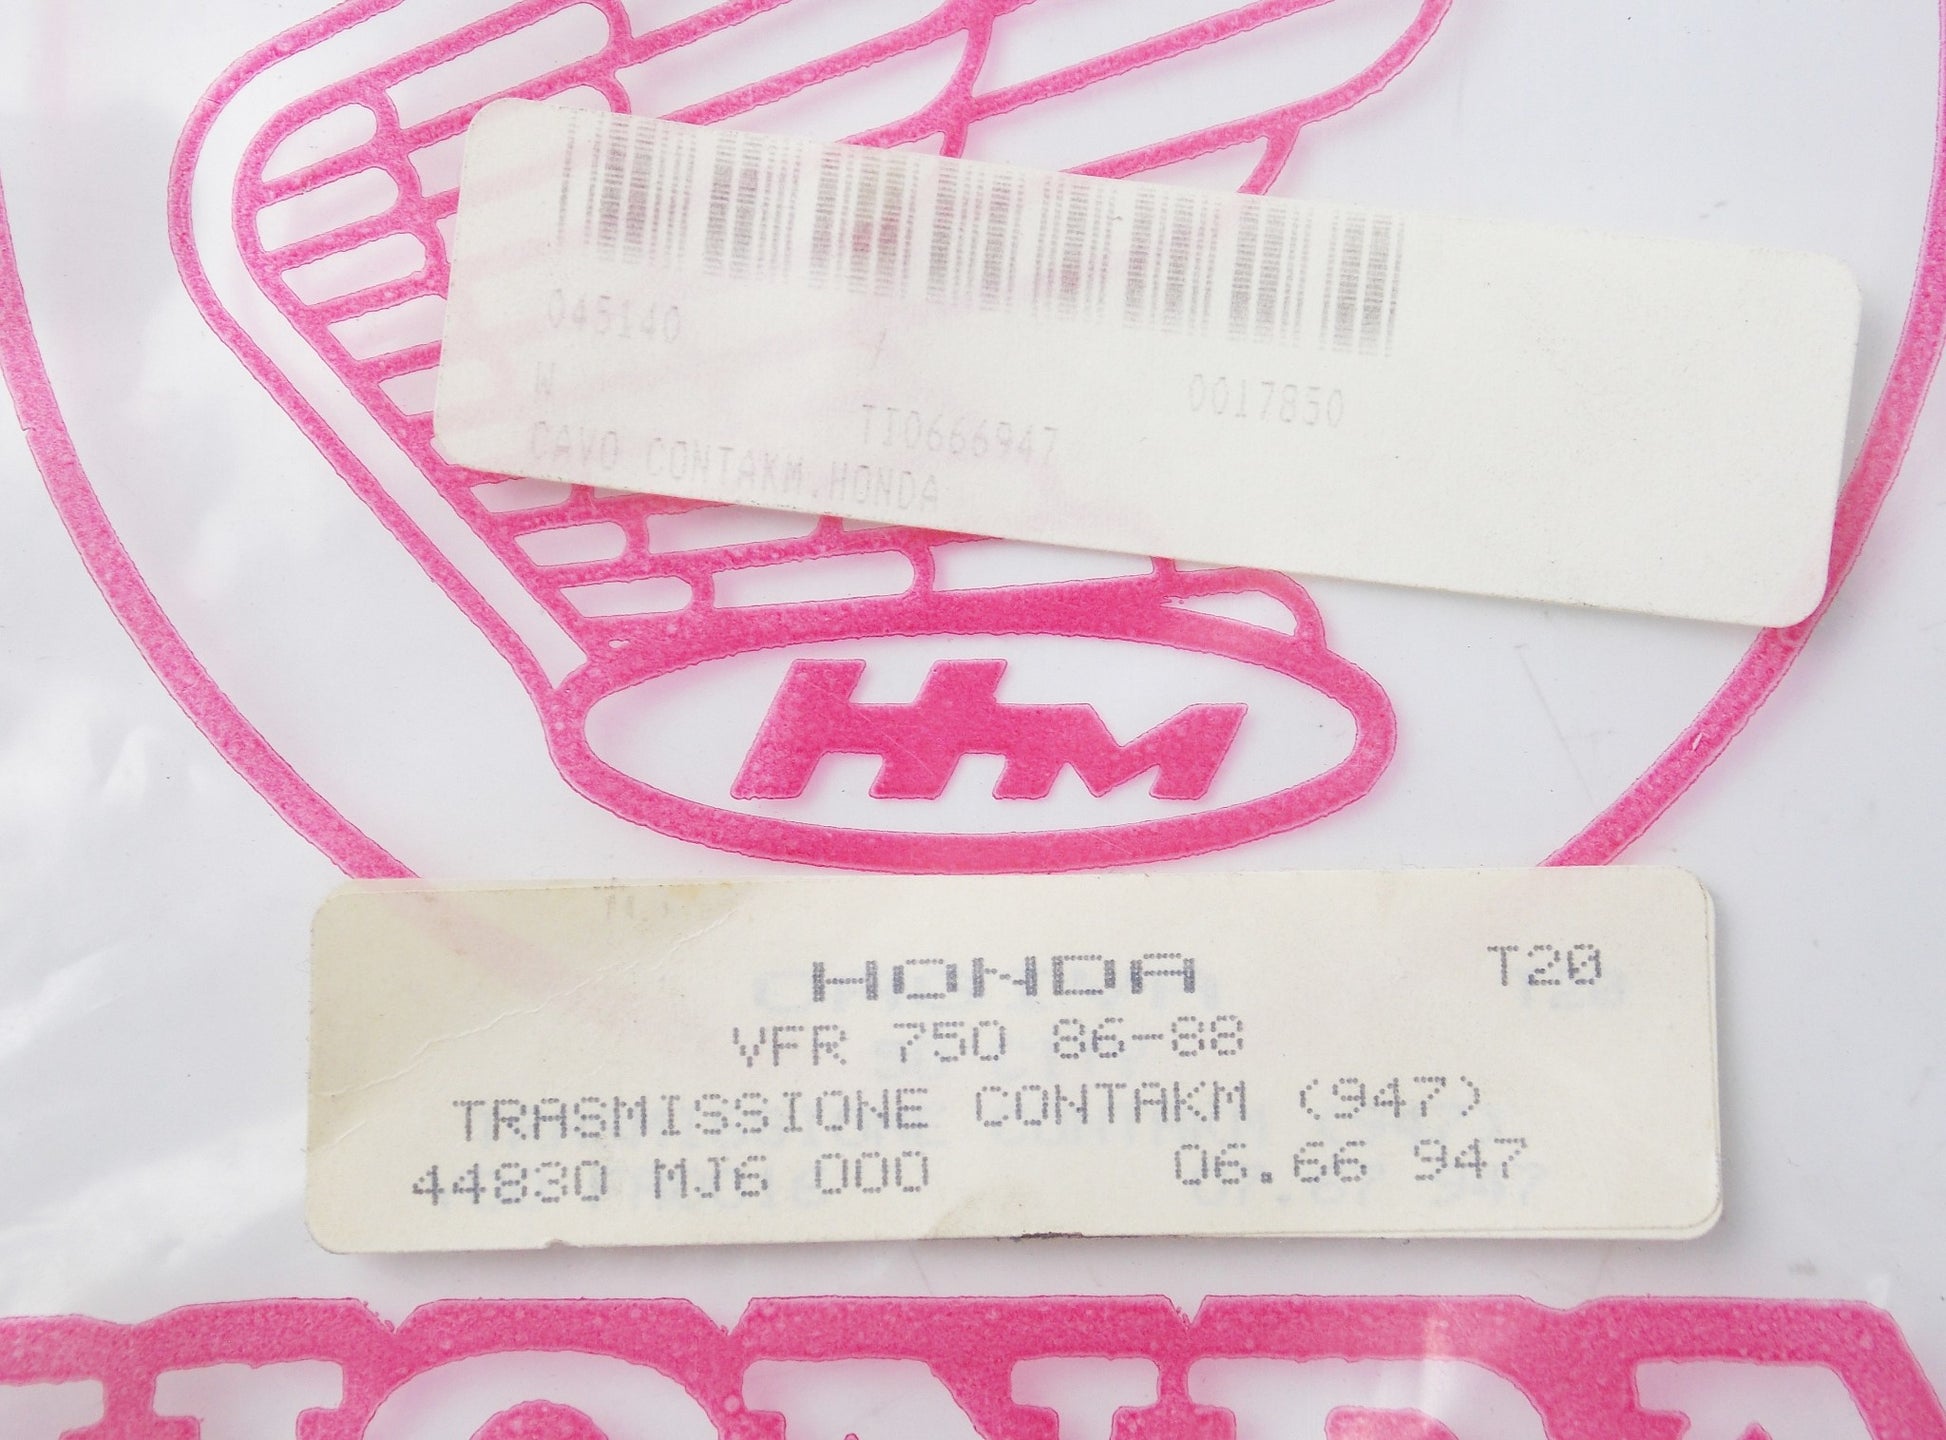 045140
W
0017850
TI0666947
CAVO CONTAKM.HONDA
HM
HONDA
T20
VFR 750 86-88
TRASMISSIONE CONTAKM (947)
44830 MJ6 000 06.66 947
HONDA